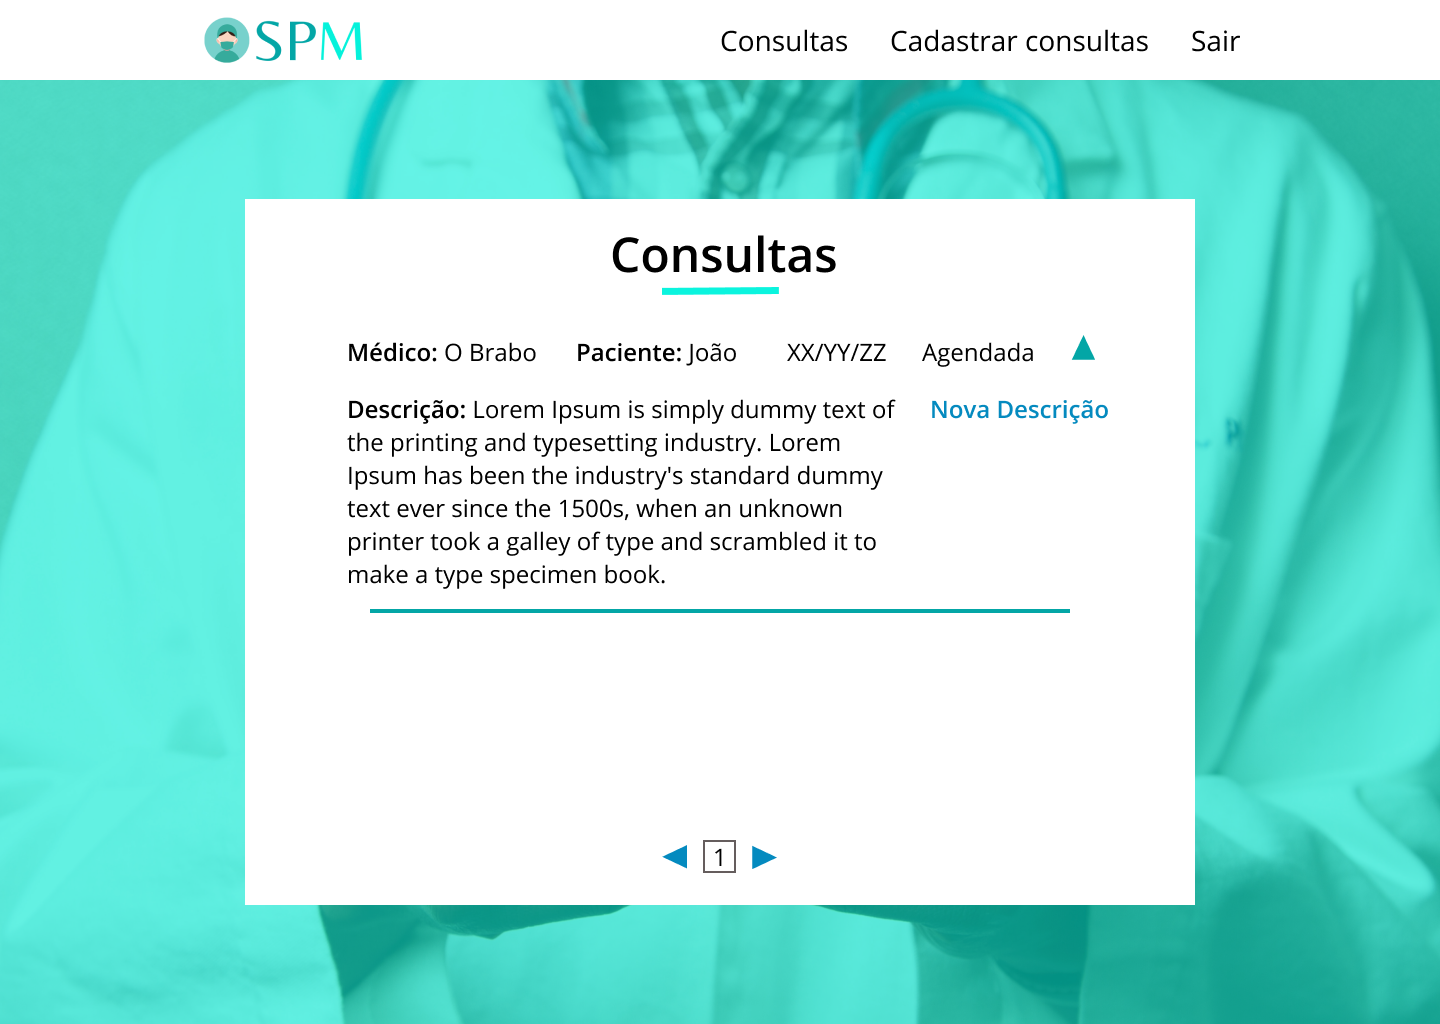 SPM
Consultas Cadastrar consultas Sair
Consultas
Médico: O Brabo Paciente: João XX/YY/ZZ Agendada
Descrição: Lorem Ipsum is simply dummy text of Nova Descrição
the printing and typesetting industry. Lorem
Ipsum has been the industry's standard dummy
text ever since the 1500s, when an unknown
printer took a galley of type and scrambled it to
make a type specimen book.
1